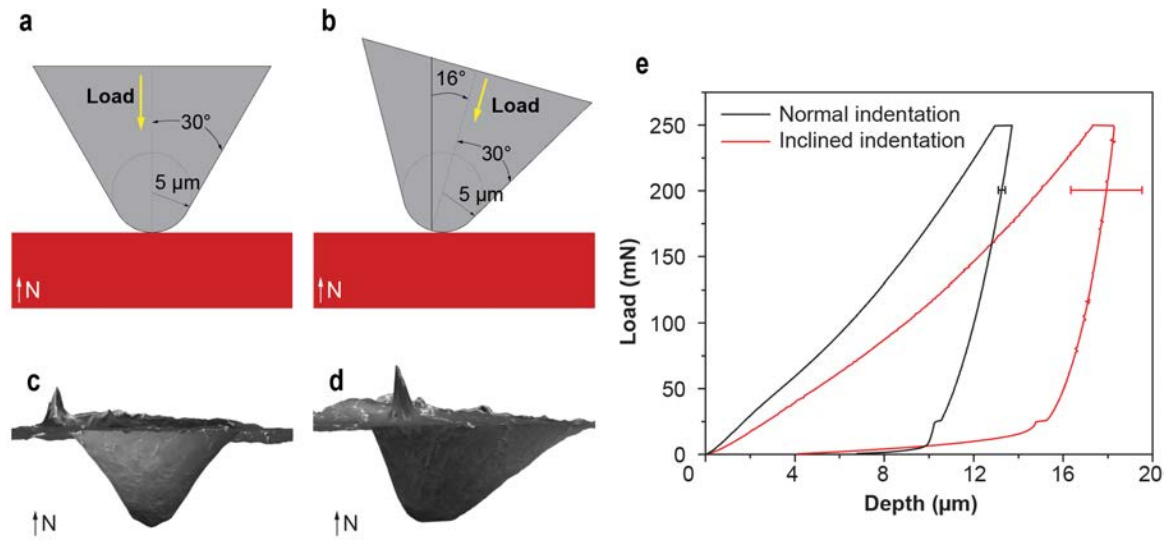 a
Load
30°
5 µm
N
b
16°
Load
30°
5 µm
N
c
N
d
N
e
Normal indentation
Inclined indentation
Load (mN)
250
200
150
100
50
0
0 4 8 12 16 20
Depth (µm)